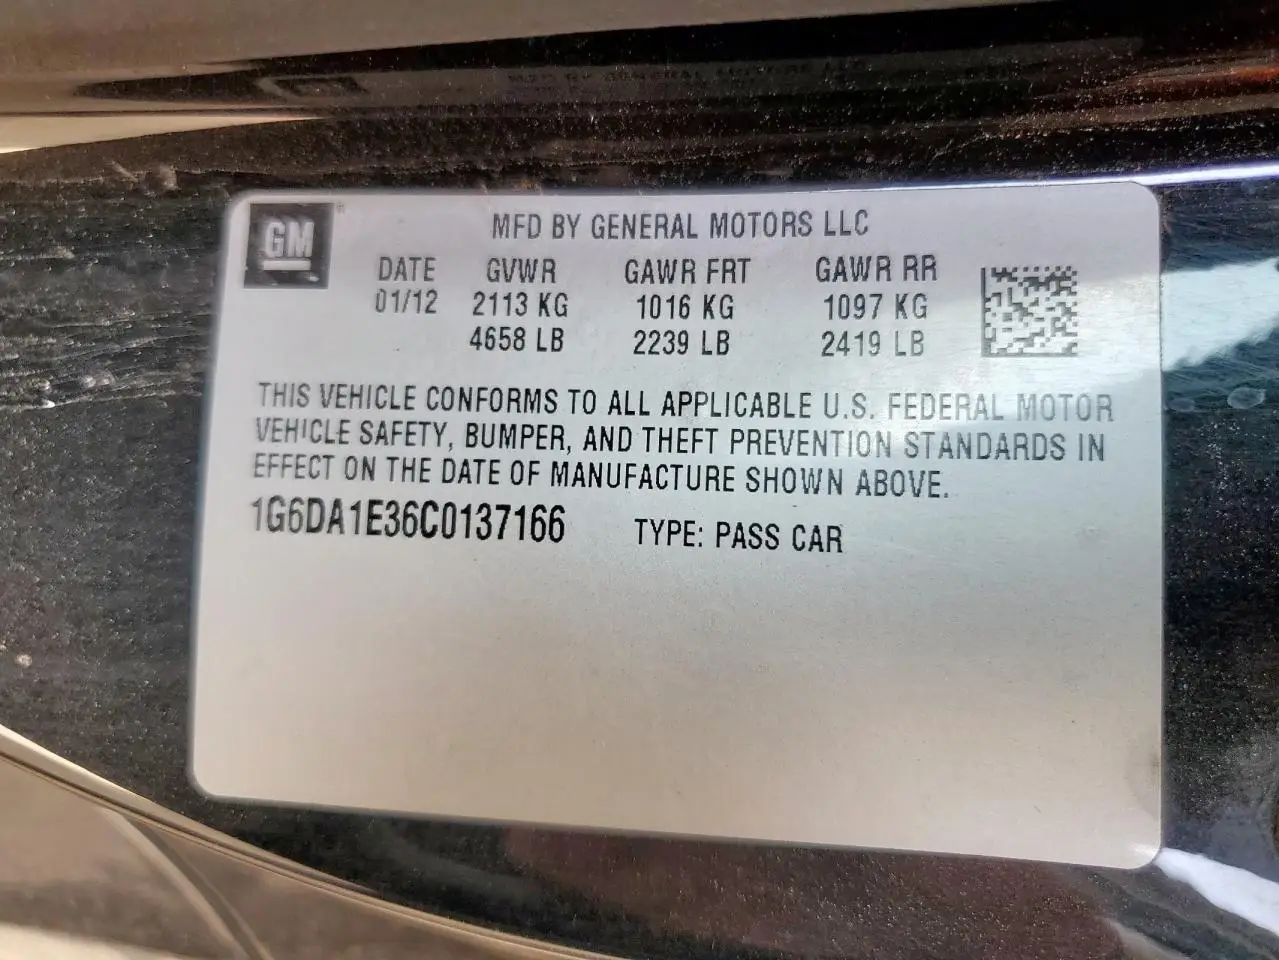 GM
MFD BY GENERAL MOTORS LLC
DATE GVWR GAWR FRT GAWR RR
01/12 2113 KG 1016 KG 1097 KG
4658 LB 2239 LB 2419 LB
THIS VEHICLE CONFORMS TO ALL APPLICABLE U.S. FEDERAL MOTOR
VEHICLE SAFETY, BUMPER, AND THEFT PREVENTION STANDARDS IN
EFFECT ON THE DATE OF MANUFACTURE SHOWN ABOVE.
1G6DA1E36C0137166 TYPE: PASS CAR